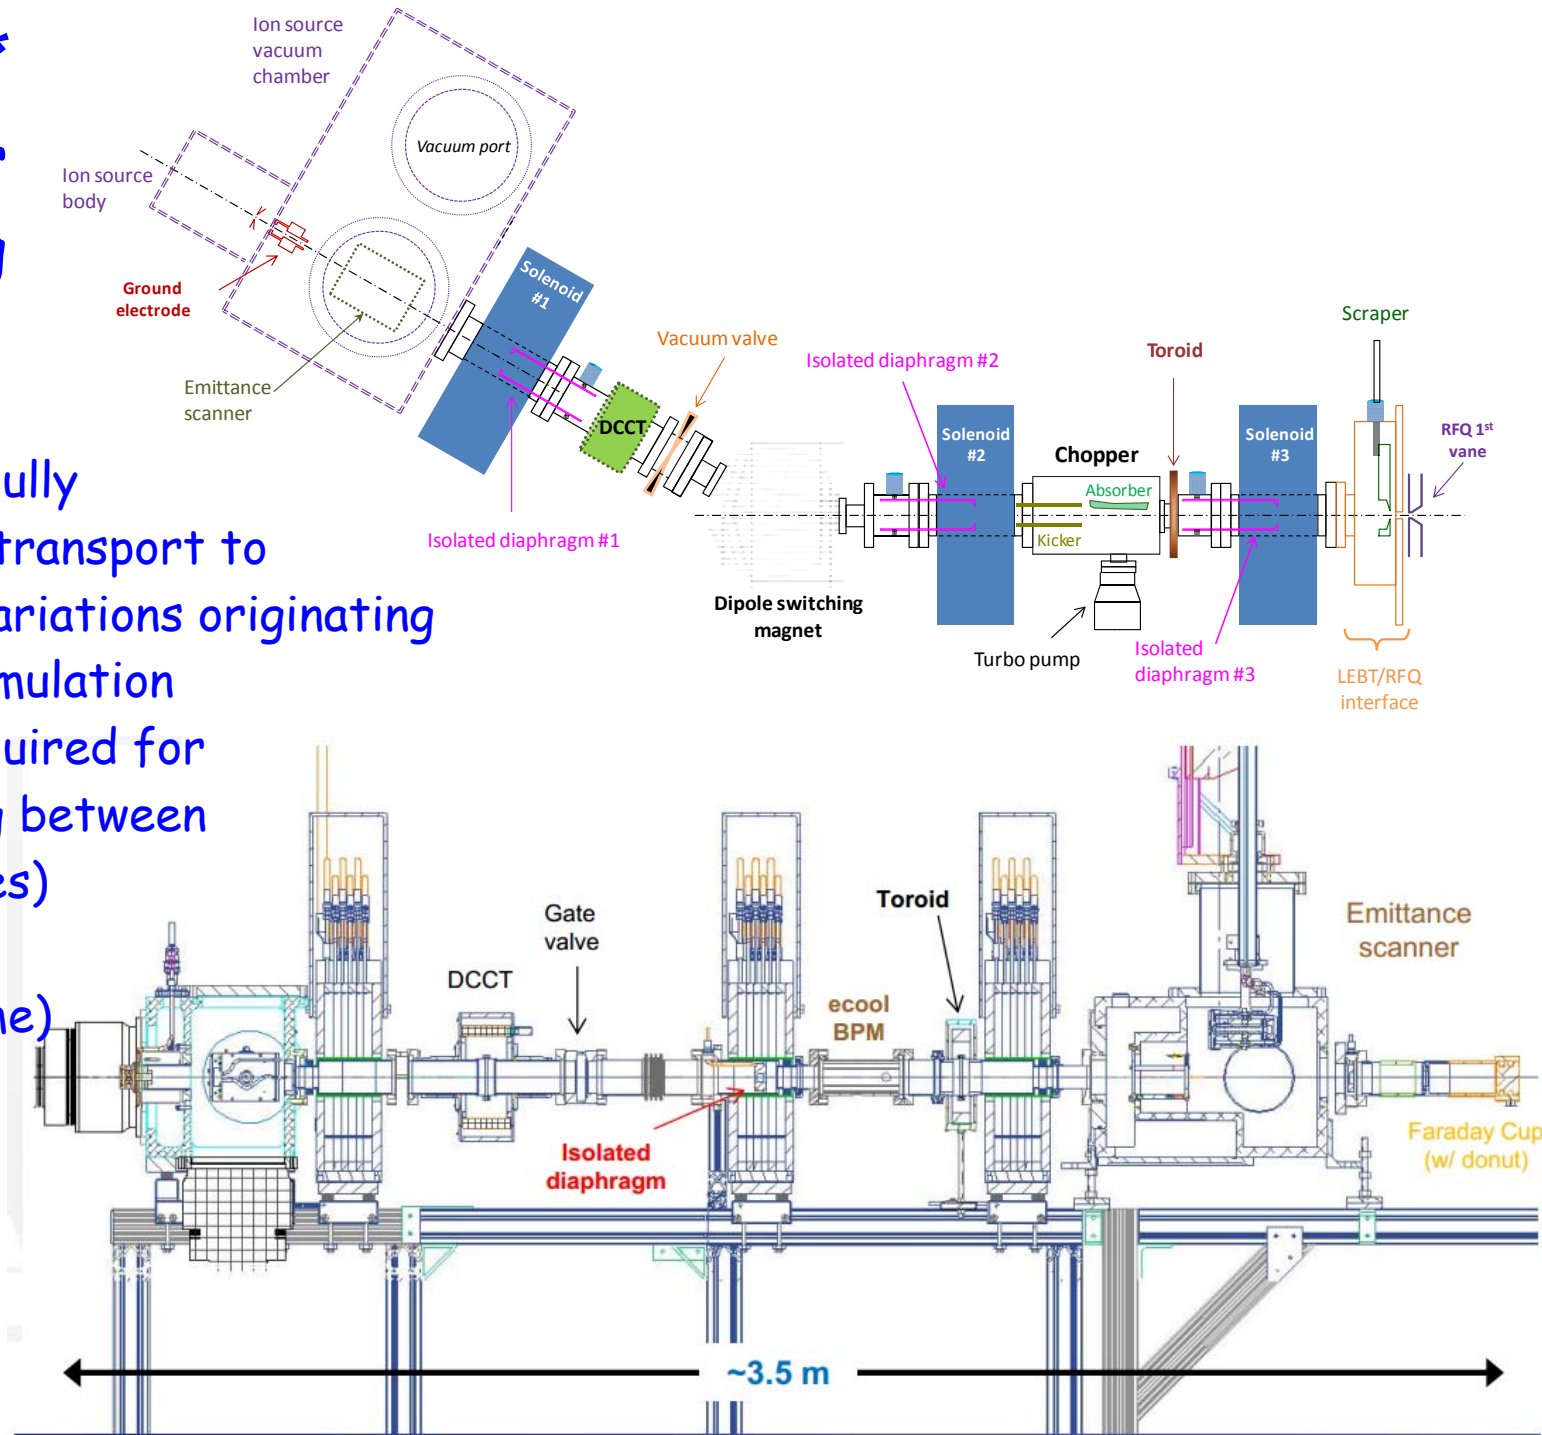 *
Ion source
vacuum
chamber
Vacuum port
Ion source
body
Ground
electrode
Solenoid
#1
Emittance
scanner
Vacuum valve
DCCT
Isolated diaphragm #1
Isolated diaphragm #2
Toroid
Scraper
Solenoid
#2
Chopper
Solenoid
#3
RFQ 1st
vane
Absorber
Kicker
Dipole switching
magnet
Turbo pump
Isolated
diaphragm #3
LEBT/RFQ
interface
ully
transport to
ariations originating
mulation
uired for
between
es)
ne)
Gate
valve
DCCT
Toroid
ecool
BPM
Emittance
scanner
Isolated
diaphragm
Faraday Cup
(w/ donut)
~3.5 m